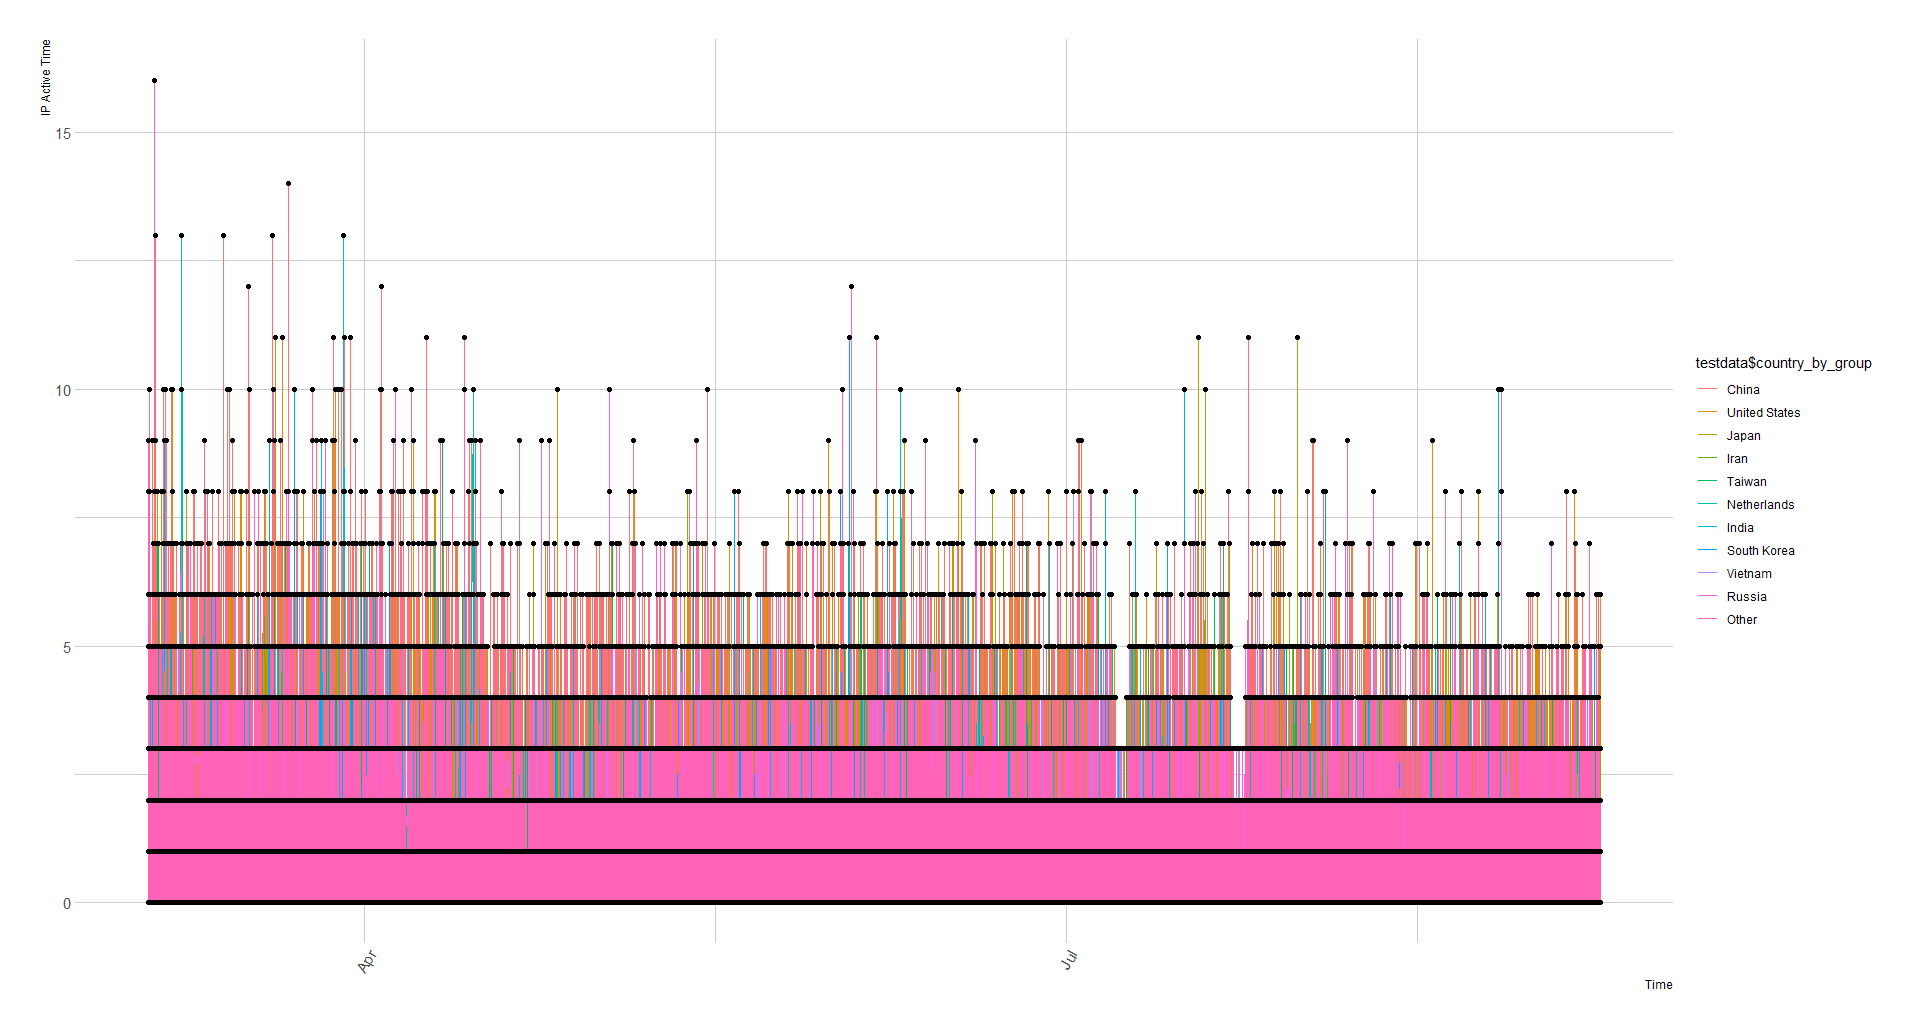 IP Active Time
15
10
5
0
Apr
Jul
Time
testdata$country_by_group
China
United States
Japan
Iran
Taiwan
Netherlands
India
South Korea
Vietnam
Russia
Other